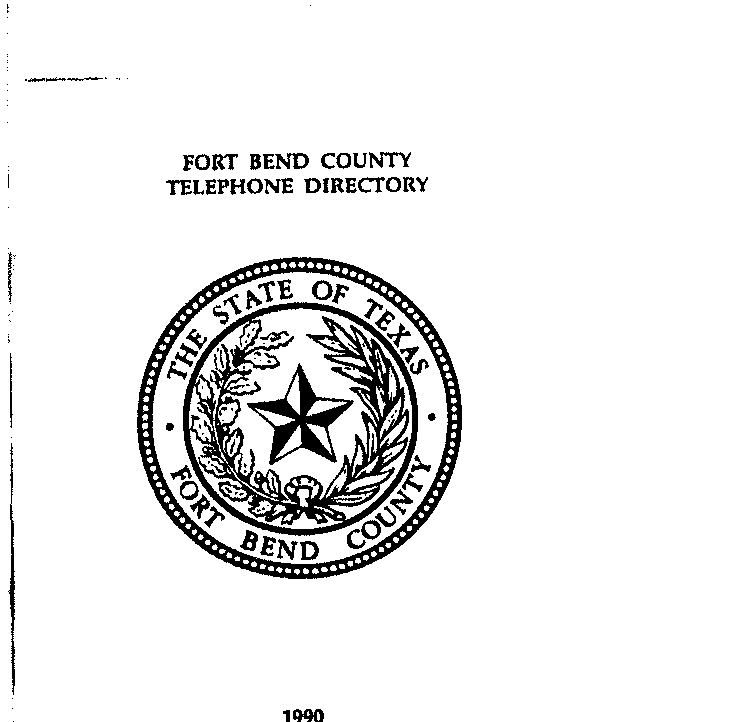 FORT BEND COUNTY
TELEPHONE DIRECTORY
THE STATE OF TEXAS
• FORT BEND COUNTY •
1990